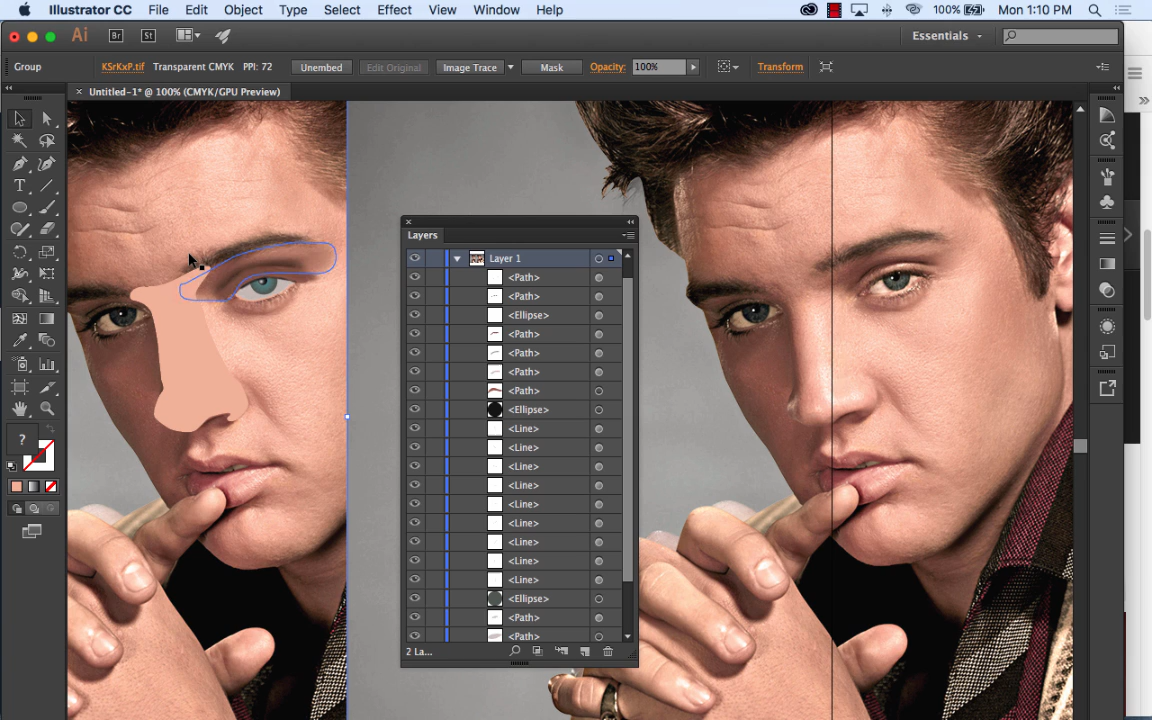 Illustrator CC File Edit Object Type Select Effect View Window Help 100% Mon 1:10 PM
Ai Br St Essentials
Group KSrKxP.tif Transparent CMYK PPI: 72 Unembed Edit Original Image Trace Mask Opacity: 100% Transform
× Untitled-1* @ 100% (CMYK/GPU Preview)
Layers
Layer 1
<Path>
<Path>
<Ellipse>
<Path>
<Path>
<Path>
<Path>
<Ellipse>
<Line>
<Line>
<Line>
<Line>
<Line>
<Line>
<Line>
<Line>
<Line>
<Ellipse>
<Path>
<Path>
2 La...
T
?